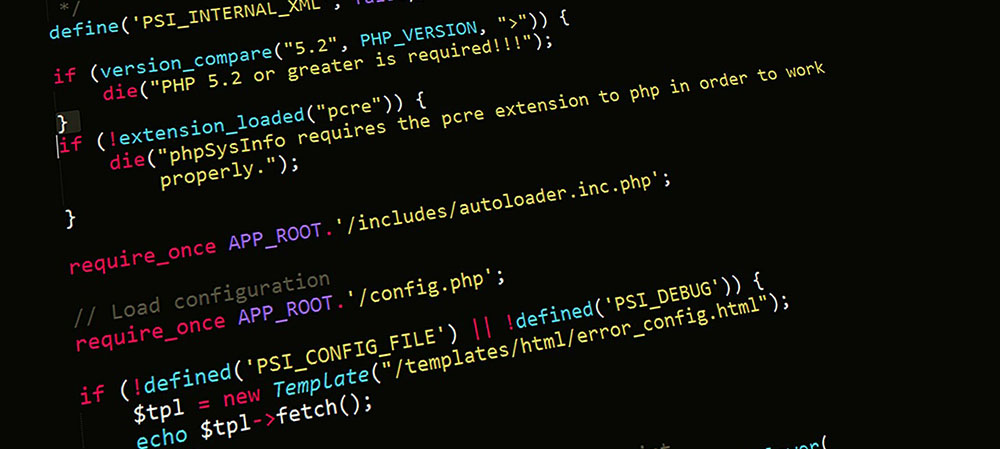 */
define('PSI_INTERNAL_XML',
if (version_compare("5.2", PHP_VERSION, ">")) {
die("PHP 5.2 or greater is required!!!");
}
if (!extension_loaded("pcre")) {
die("phpSysInfo requires the pcre extension to php in order to work
properly.");
}
require_once APP_ROOT.'/includes/autoloader.inc.php';
// Load configuration
require_once APP_ROOT.'/config.php';
if (!defined('PSI_CONFIG_FILE') || !defined('PSI_DEBUG')) {
$tpl = new Template("/templates/html/error_config.html");
echo $tpl->fetch();